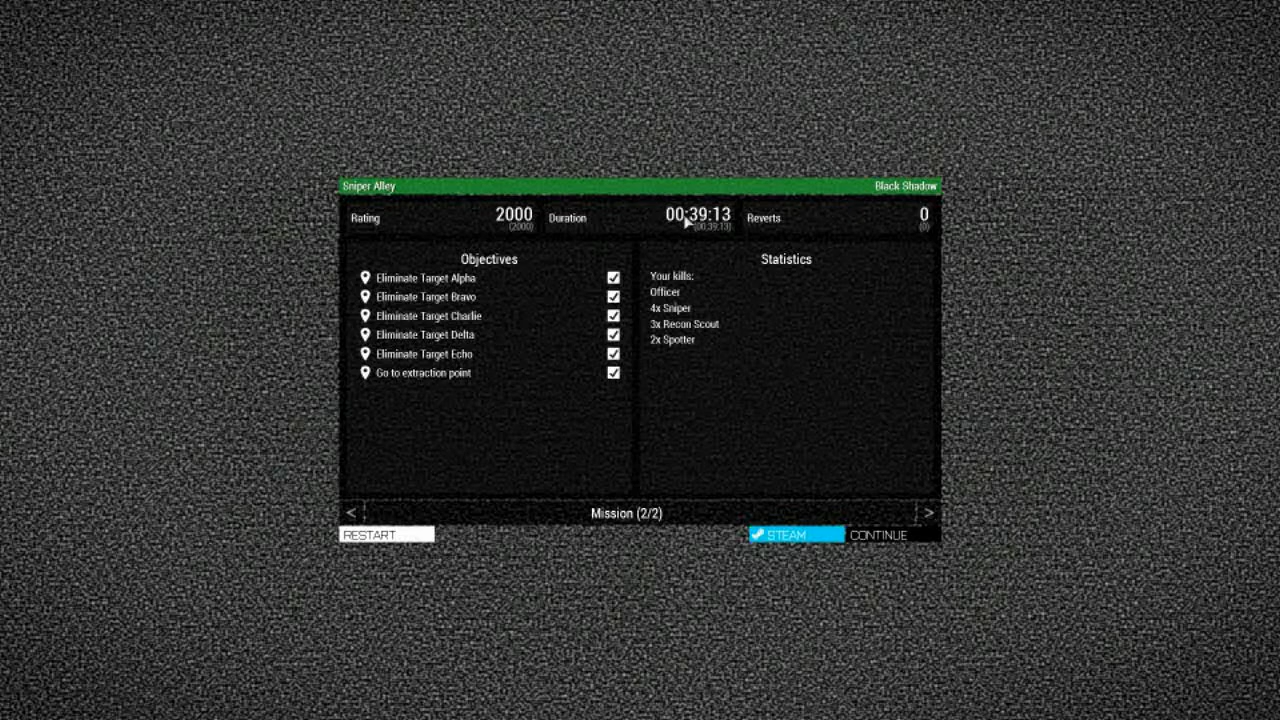 Sniper Alley Black Shadow
Rating 2000 Duration 00:39:13 Reverts 0
(2000) (00:39:13) (0)
Objectives
Eliminate Target Alpha
Eliminate Target Bravo
Eliminate Target Charlie
Eliminate Target Delta
Eliminate Target Echo
Go to extraction point
Statistics
Your kills:
Officer
4x Sniper
3x Recon Scout
2x Spotter
< Mission (2/2) >
RESTART STEAM CONTINUE